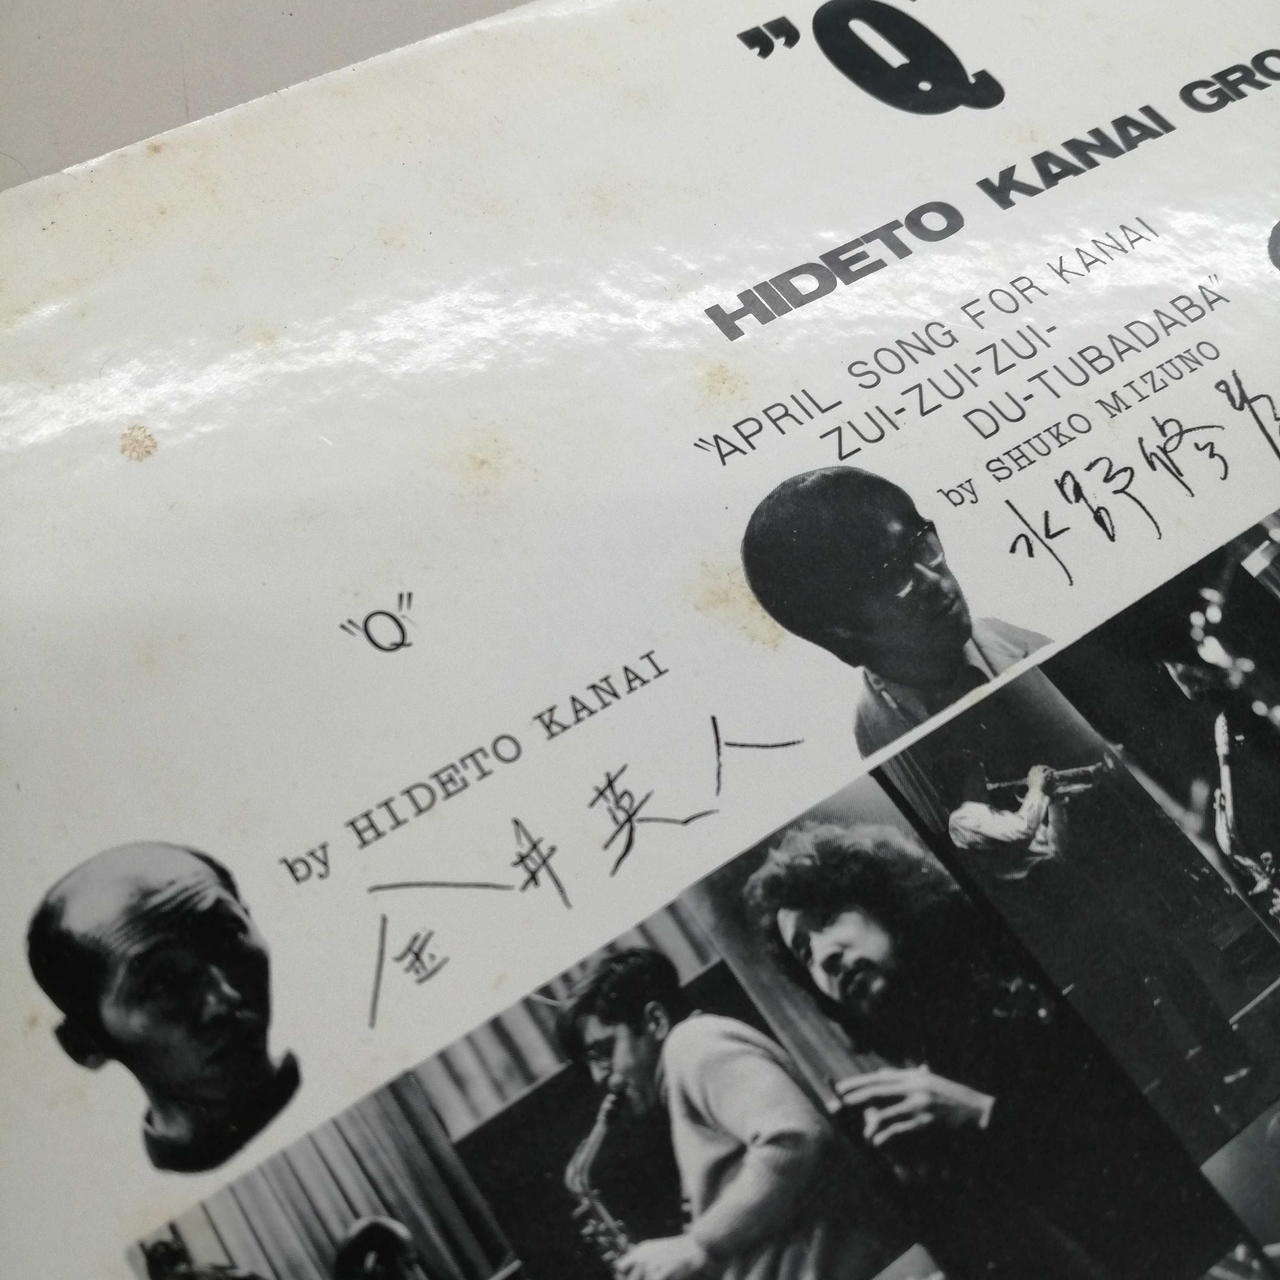 "Q
HIDETO KANAI GRO
"APRIL SONG FOR KANAI
ZUI-ZUI-ZUI-
DU-TUBADABA"
by SHUKO MIZUNO
水野修
"Q"
by HIDETO KANAI
金井英人